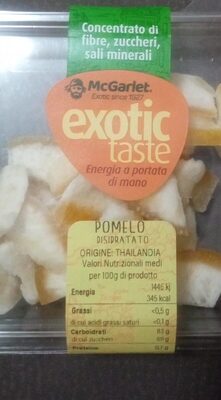 Concentrato di
fibre, zuccheri,
sali minerali
McGarlet.
Exotic since 1927
exotic
taste
Energia a portata
di mano
POMELO
DISIDRATATO
ORIGINE: THAILANDIA
Valori Nutrizionali medi
per 100g di prodotto
Energia 1446 kj
345 kcal
Grassi <0,5 g
di cui acidi grassi saturi <0,1 g
Carboidrati
di cui zuccheri
Proteine